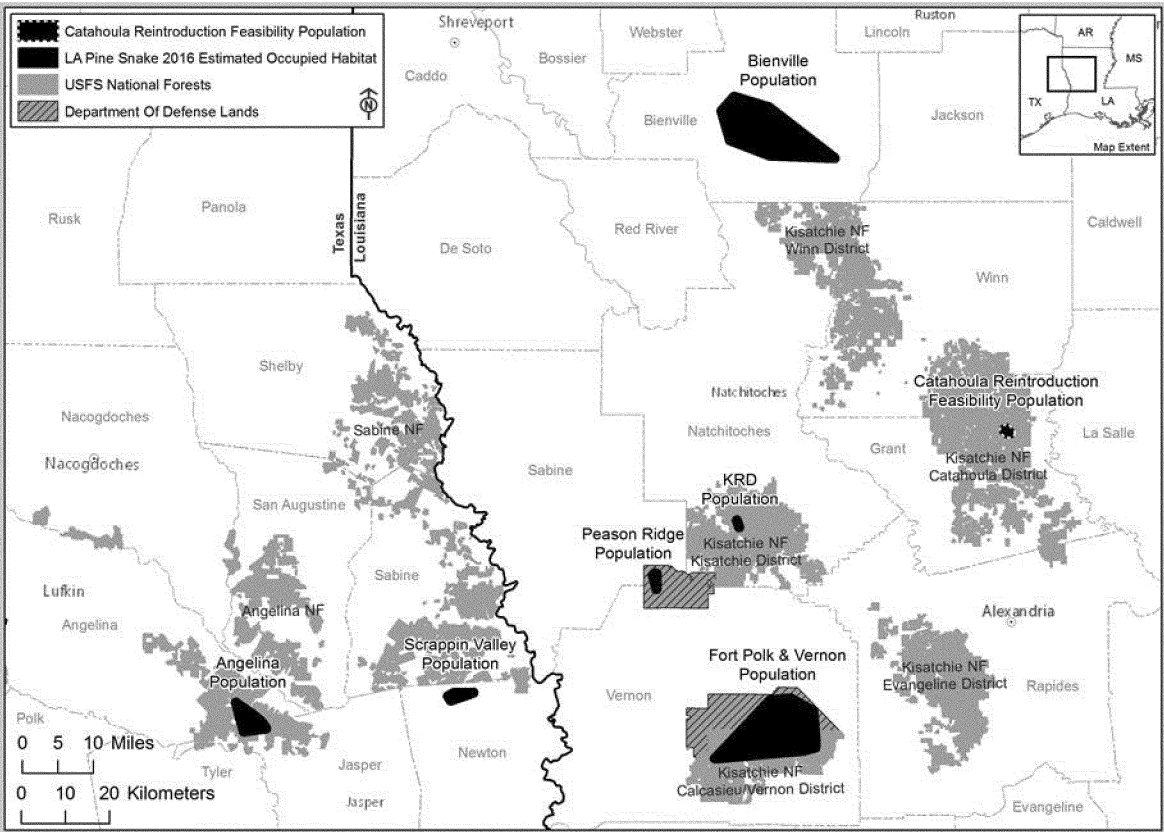 Catahoula Reintroduction Feasibility Population
LA Pine Snake 2016 Estimated Occupied Habitat
USFS National Forests
Department Of Defense Lands
N
Shreveport
Caddo
Bossier
Webster
Ruston
Lincoln
AR
MS
TX
LA
Map Extent
Bienville
Population
Bienville
Jackson
Rusk
Panola
Texas
Louisiana
De Soto
Red River
Caldwell
Kisatchie NF
Winn District
Winn
Shelby
Natchitoches
Catahoula Reintroduction
Feasibility Population
Nacogdoches
Sabine NF
Natchitoches
Grant
La Salle
Nacogdoches
Sabine
Kisatchie NF
Catahoula District
San Augustine
KRD
Population
Peason Ridge
Population
Kisatchie NF
Kisatchie District
Sabine
Lufkin
Angelina
Angelina NF
Alexandria
Scrappin Valley
Population
Angelina
Population
Fort Polk & Vernon
Population
Kisatchie NF
Evangeline District
Vernon
Rapides
Polk
0 5 10 Miles
Tyler
Jasper
Newton
Kisatchie NF
Calcasieu/Vernon District
0 10 20 Kilometers
Jasper
Evangeline